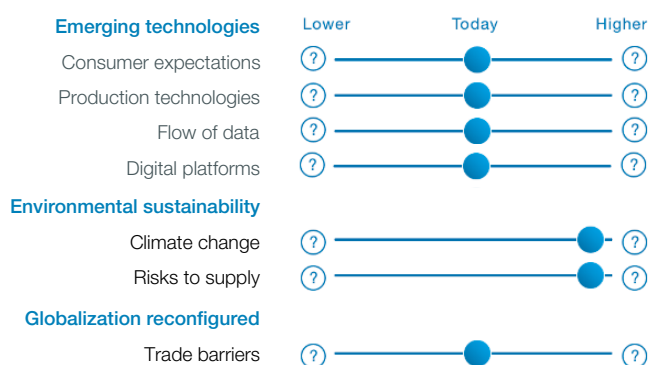 Emerging technologies Lower Today Higher
Consumer expectations ? ?
Production technologies ? ?
Flow of data ? ?
Digital platforms ? ?
Environmental sustainability
Climate change ? ?
Risks to supply ? ?
Globalization reconfigured
Trade barriers ? ?